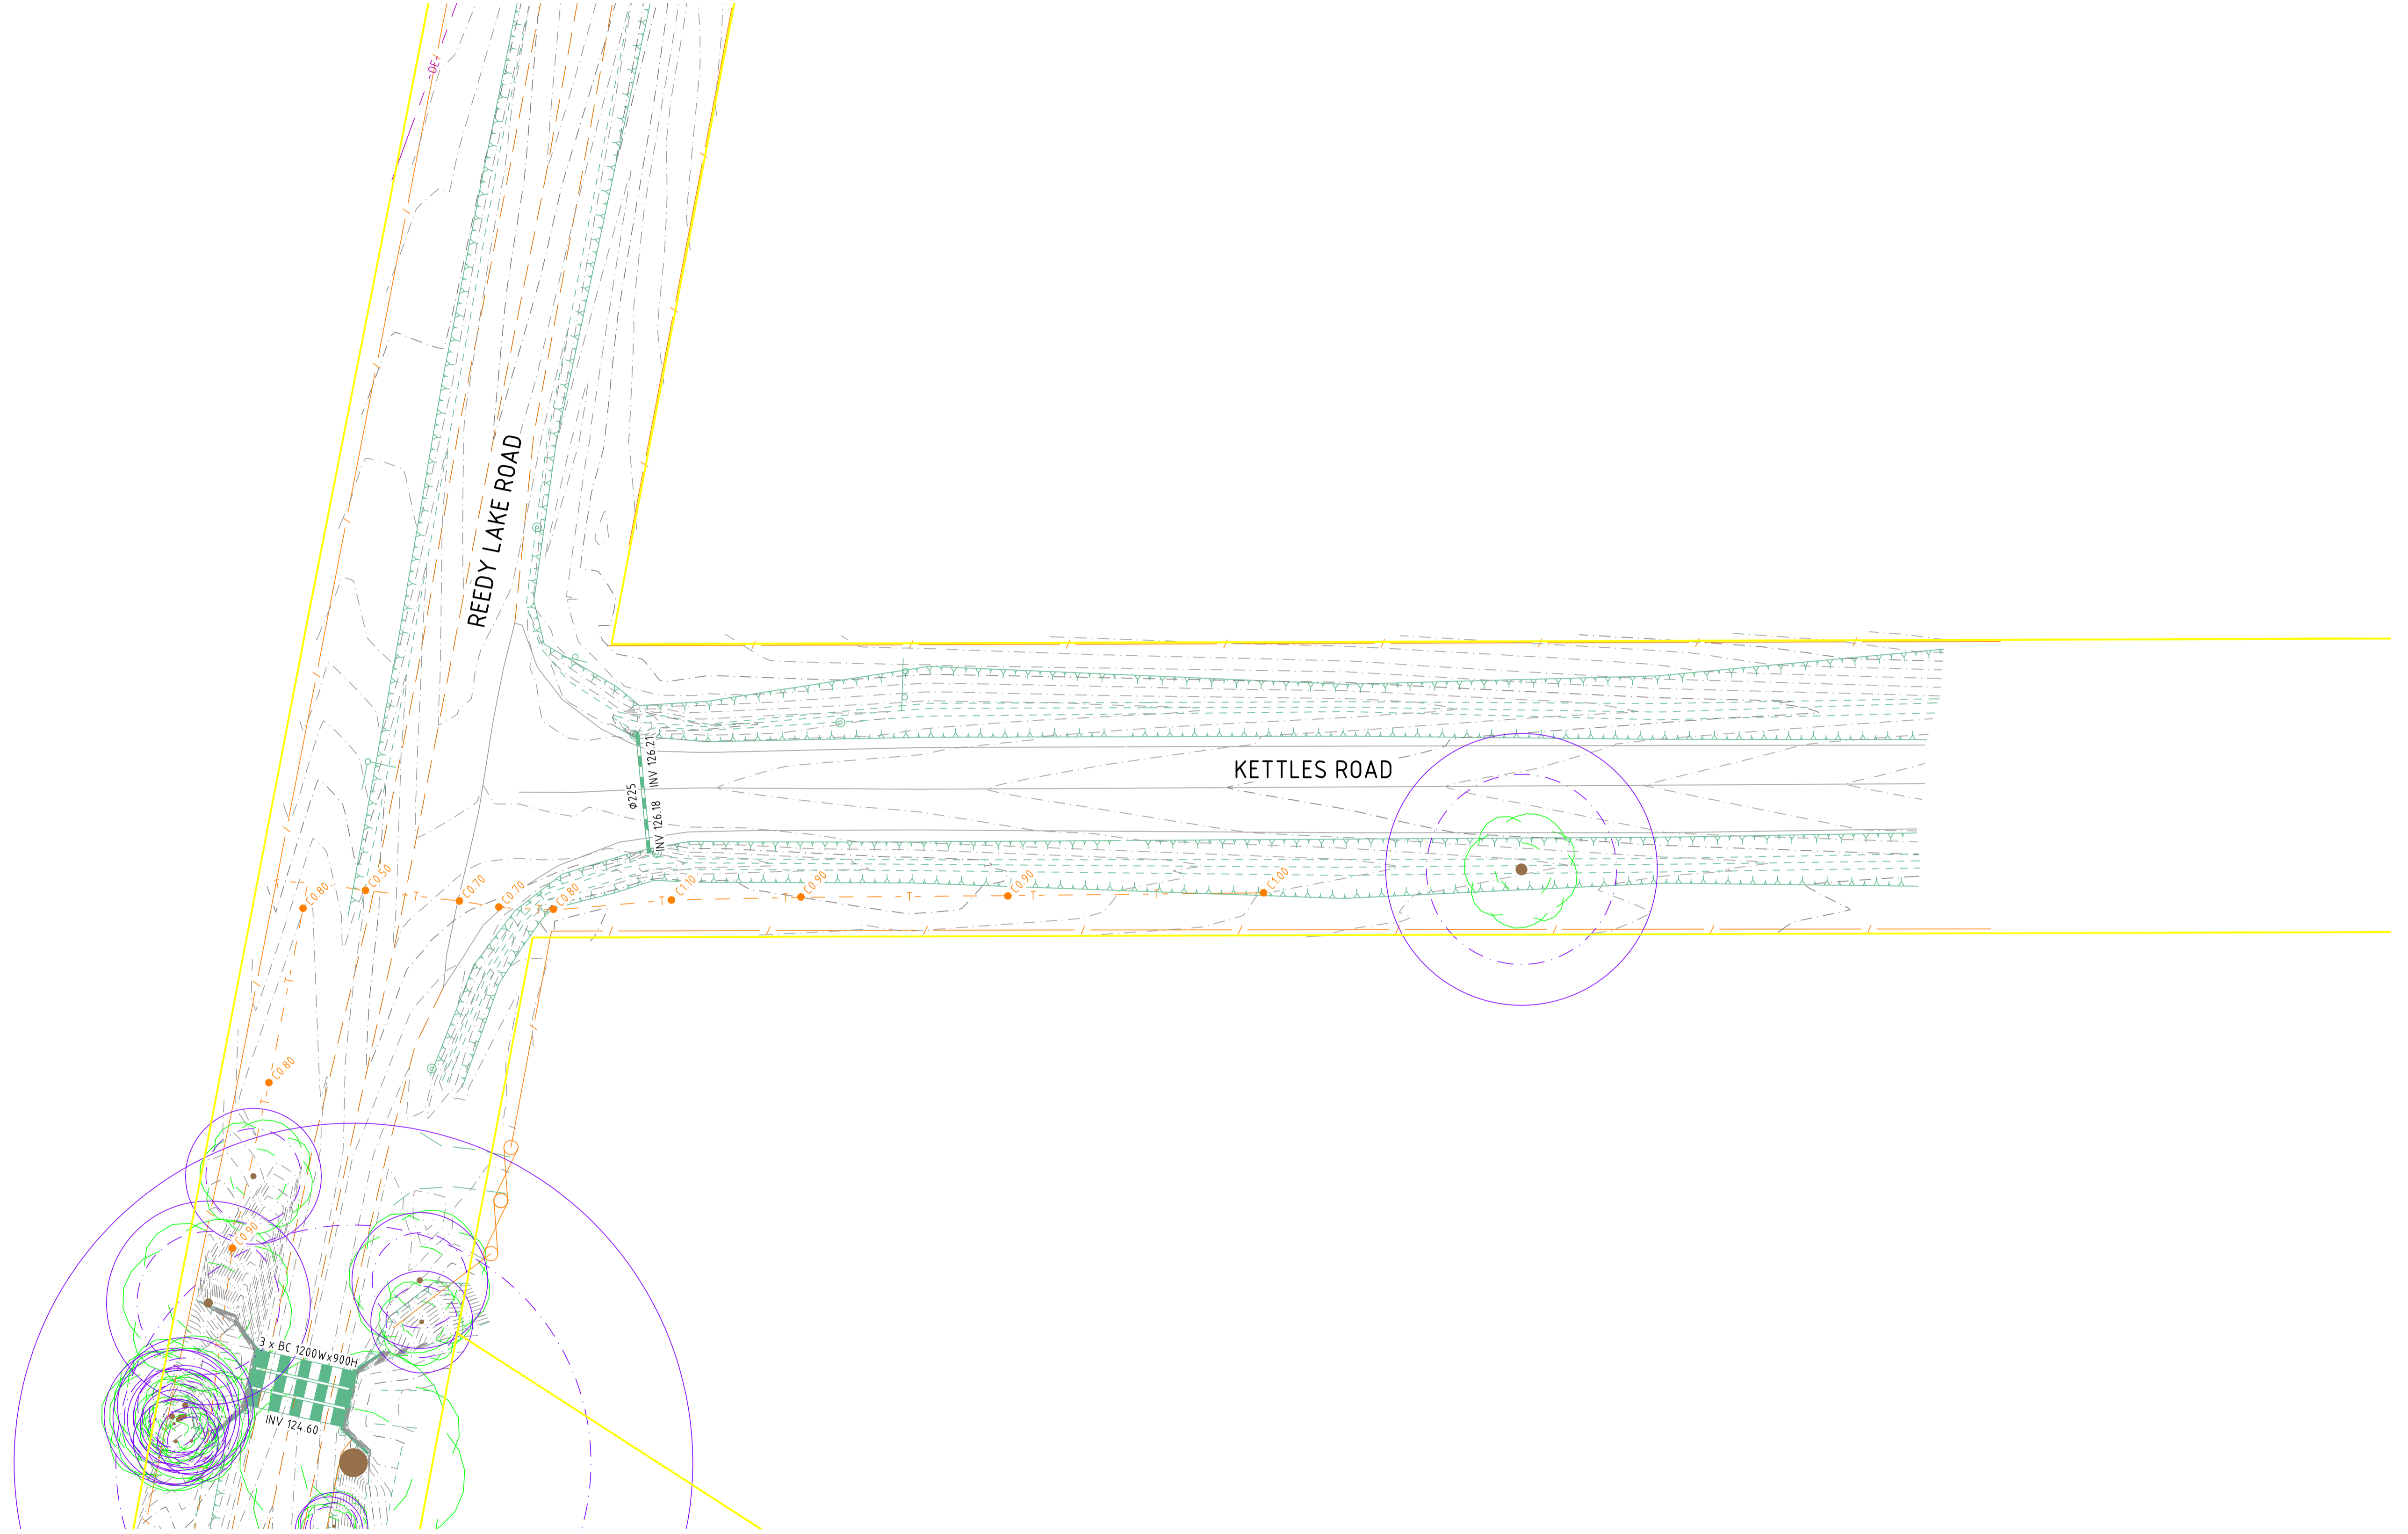 -OE-
REEDY LAKE ROAD
KETTLES ROAD
INV 126.21
Φ225
INV 126.18
C0.80
C0.50
C0.70
C0.70
C0.80
C1.10
C0.90
C0.90
C1.00
C0.80
C0.90
3 x BC 1200Wx900H
INV 124.60